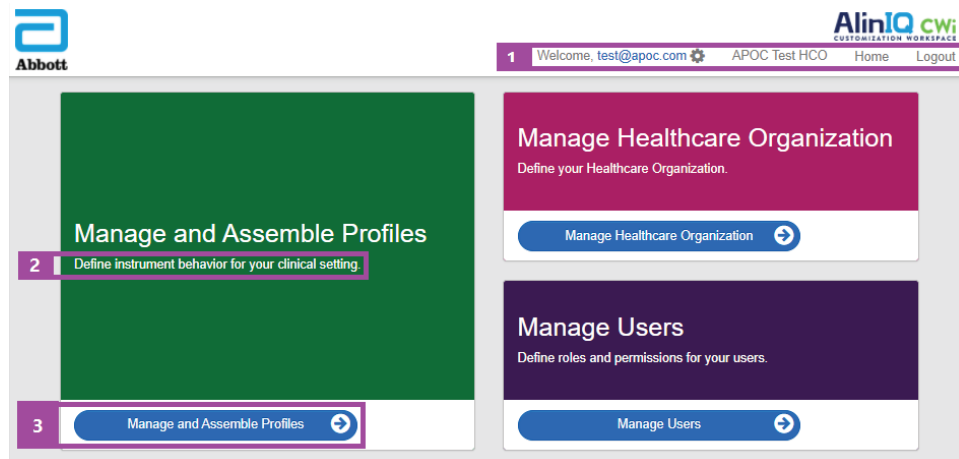 Abbott
AlinIQ CWi
CUSTOMIZATION WORKSPACE
1 Welcome, test@apoc.com APOC Test HCO Home Logout
Manage and Assemble Profiles
2 Define instrument behavior for your clinical setting.
3 Manage and Assemble Profiles
Manage Healthcare Organization
Define your Healthcare Organization.
Manage Healthcare Organization
Manage Users
Define roles and permissions for your users.
Manage Users